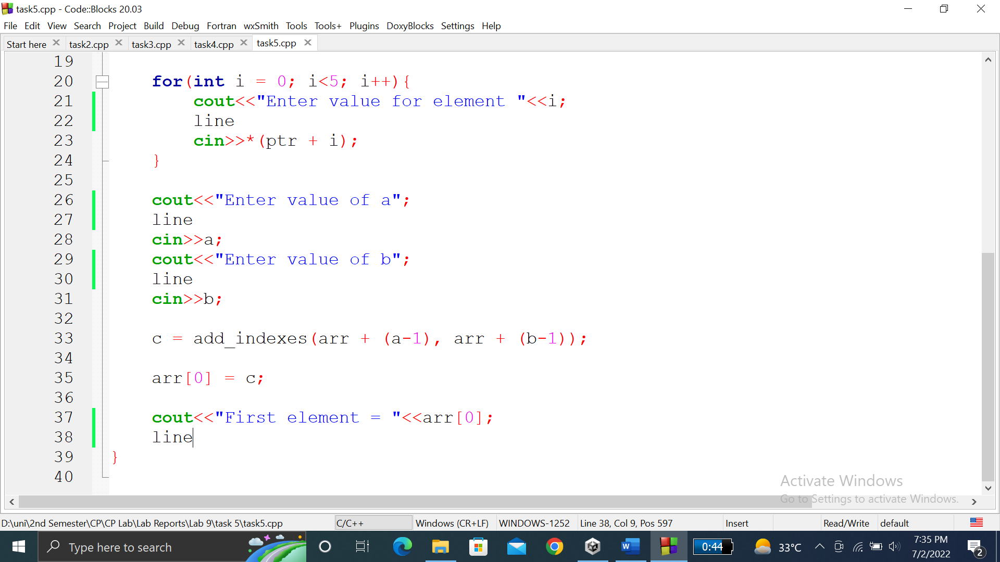 task5.cpp - Code::Blocks 20.03
File Edit View Search Project Build Debug Fortran wxSmith Tools Tools+ Plugins DoxyBlocks Settings Help
Start here task2.cpp task3.cpp task4.cpp task5.cpp
19
20 for(int i = 0; i<5; i++){
21 cout<<"Enter value for element "<<i;
22 line
23 cin>>*(ptr + i);
24 }
25
26 cout<<"Enter value of a";
27 line
28 cin>>a;
29 cout<<"Enter value of b";
30 line
31 cin>>b;
32
33 c = add_indexes(arr + (a-1), arr + (b-1));
34
35 arr[0] = c;
36
37 cout<<"First element = "<<arr[0];
38 line
39 }
40
Activate Windows
Go to Settings to activate Windows.
D:\uni\2nd Semester\CP\CP Lab\Lab Reports\Lab 9\task 5\task5.cpp C/C++ Windows (CR+LF) WINDOWS-1252 Line 38, Col 9, Pos 597 Insert Read/Write default
Type here to search W 0:44 33°C 7:35 PM
7/2/2022 2